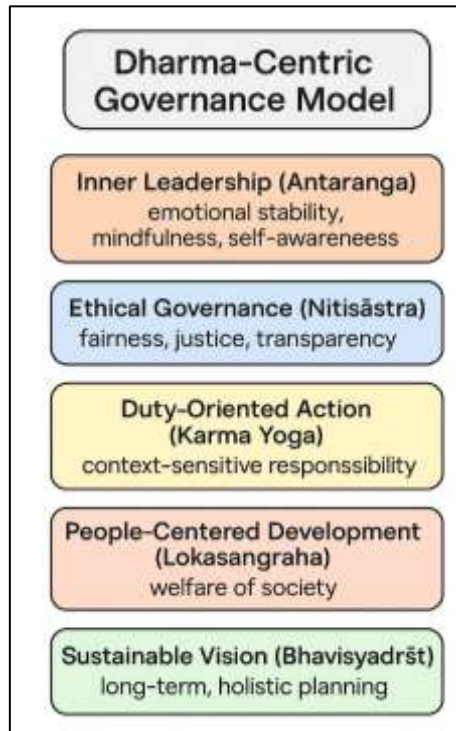 Dharma-Centric
Governance Model
Inner Leadership (Antaranga)
emotional stability,
mindfulness, self-awareneess
Ethical Governance (Nitisāstra)
fairness, justice, transparency
Duty-Oriented Action
(Karma Yoga)
context-sensitive responssibility
People-Centered Development
(Lokasangraha)
welfare of society
Sustainable Vision (Bhavisyadršt)
long-term, holistic planning